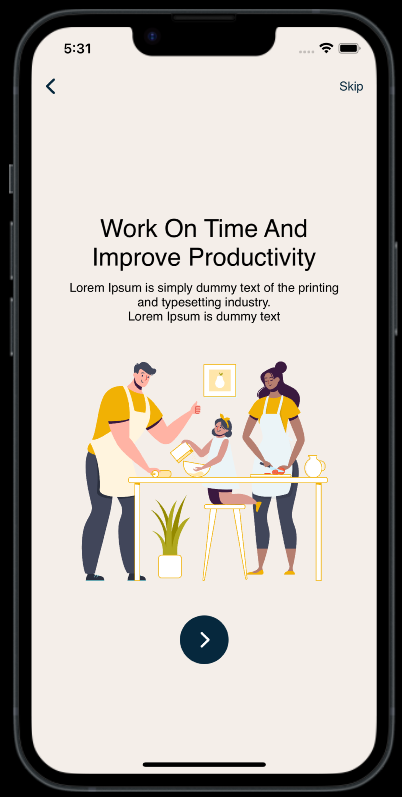 5:31
Skip
Work On Time And
Improve Productivity
Lorem Ipsum is simply dummy text of the printing
and typesetting industry.
Lorem Ipsum is dummy text